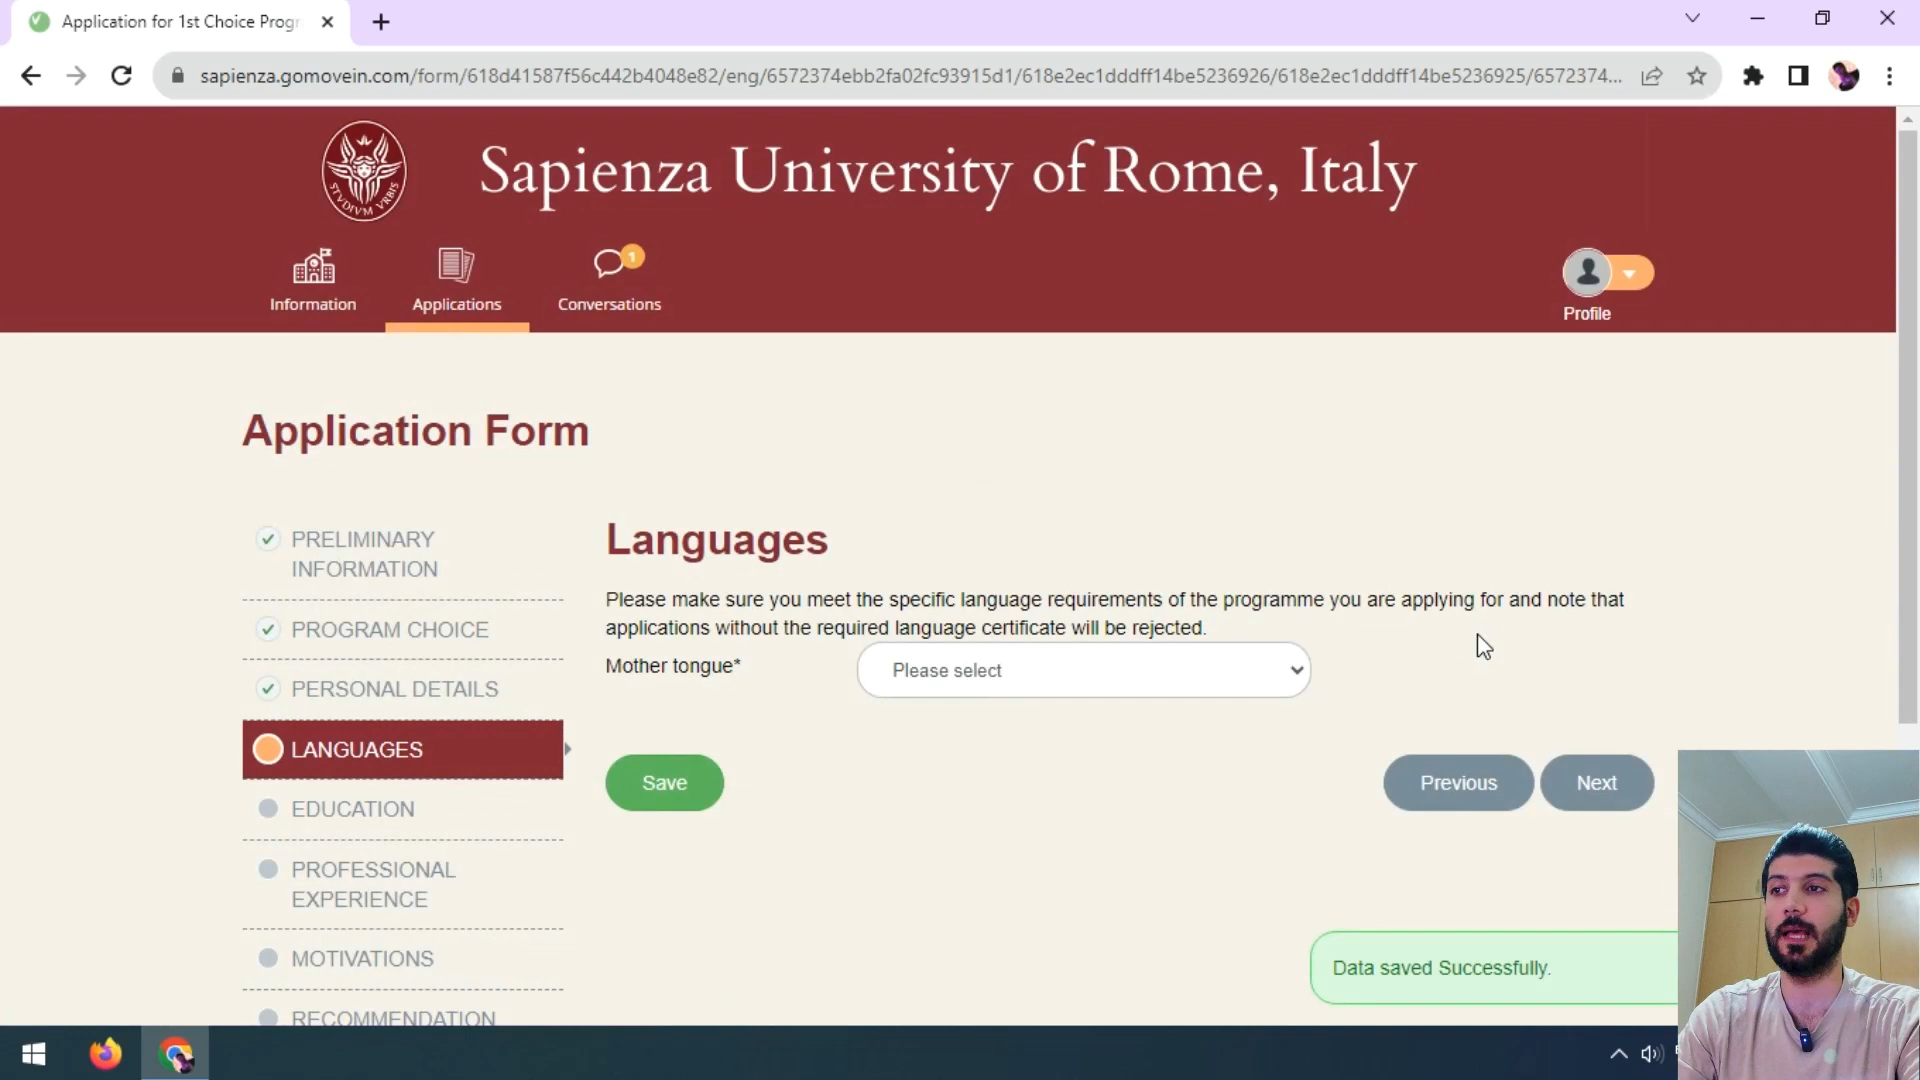 Application for 1st Choice Progr
sapienza.gomovein.com/form/618d41587f56c442b4048e82/eng/6572374ebb2fa02fc93915d1/618e2ec1dddff14be5236926/618e2ec1dddff14be5236925/6572374...
STVDIVM VRBIS
Sapienza University of Rome, Italy
1
Information
Applications
Conversations
Profile
Application Form
PRELIMINARY
INFORMATION
PROGRAM CHOICE
PERSONAL DETAILS
LANGUAGES
EDUCATION
PROFESSIONAL
EXPERIENCE
MOTIVATIONS
RECOMMENDATION
Languages
Please make sure you meet the specific language requirements of the programme you are applying for and note that
applications without the required language certificate will be rejected.
Mother tongue*
Please select
Save
Previous
Next
Data saved Successfully.